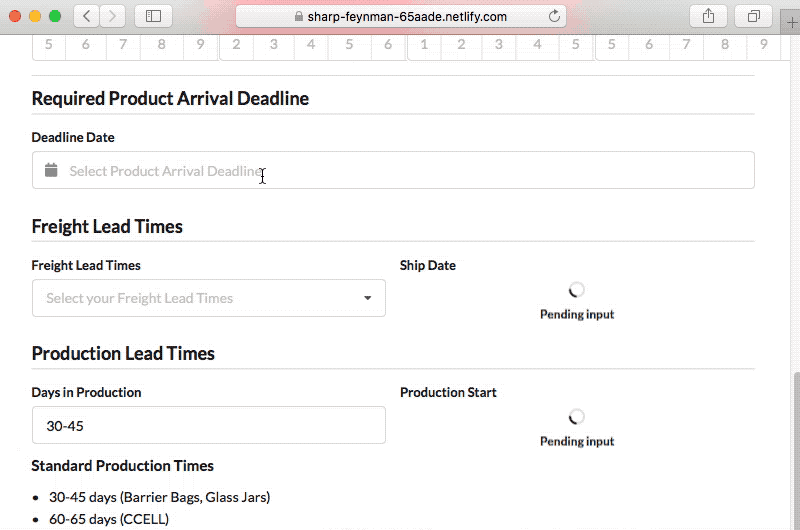 sharp-feynman-65aade.netlify.com
5 6 7 8 9 2 3 4 5 6 1 2 3 4 5 5 6 7 8 9
Required Product Arrival Deadline
Deadline Date
Select Product Arrival Deadline
Freight Lead Times
Freight Lead Times Ship Date
Select your Freight Lead Times
Pending input
Production Lead Times
Days in Production Production Start
30-45
Pending input
Standard Production Times
• 30-45 days (Barrier Bags, Glass Jars)
• 60-65 days (CCELL)